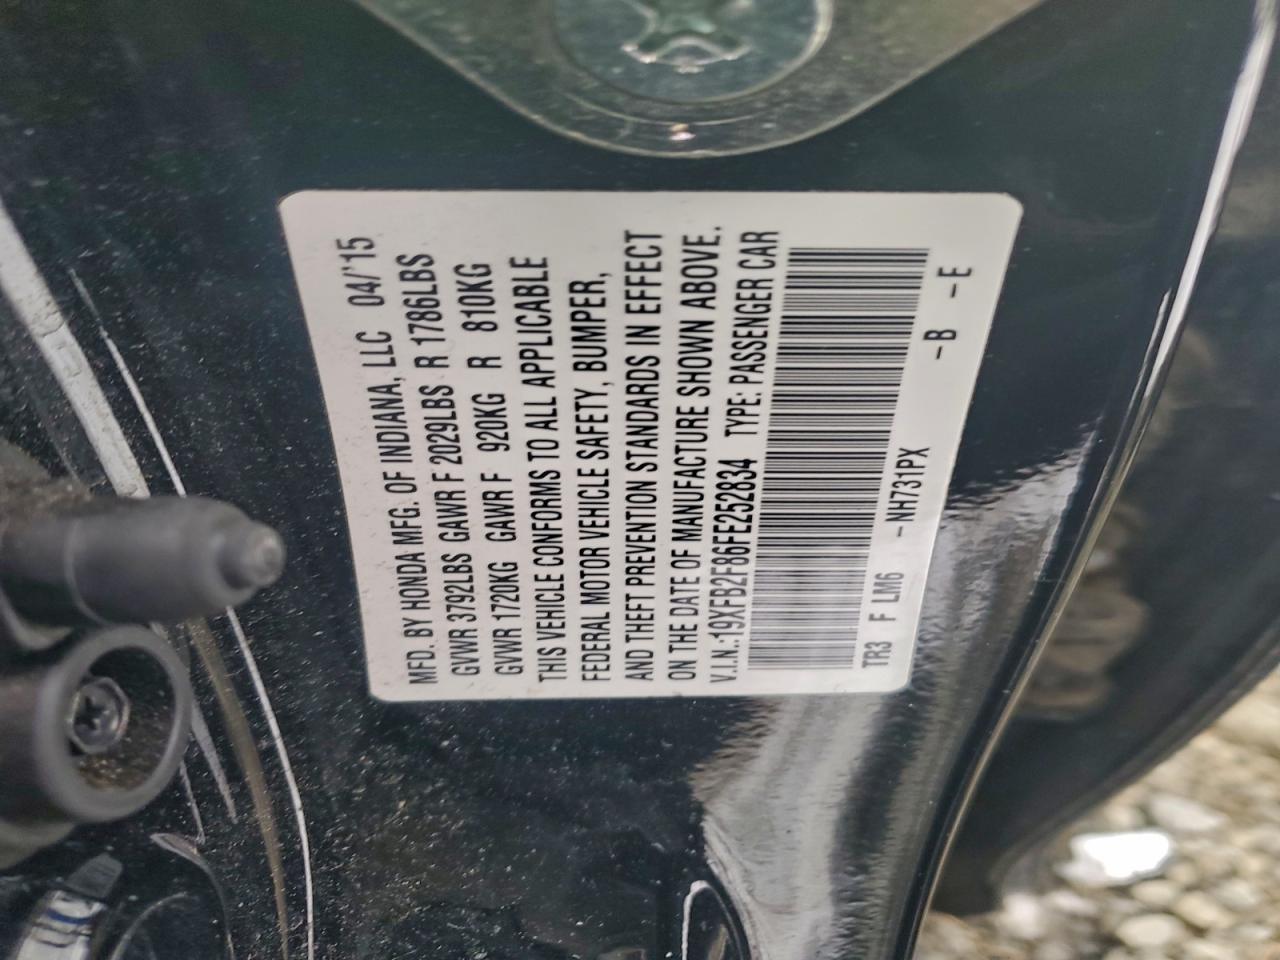 MFD. BY HONDA MFG. OF INDIANA, LLC 04/'15
GVWR 3792LBS GAWR F 2029LBS R 1786LBS
GVWR 1720KG GAWR F 920KG R 810KG
THIS VEHICLE CONFORMS TO ALL APPLICABLE
FEDERAL MOTOR VEHICLE SAFETY, BUMPER,
AND THEFT PREVENTION STANDARDS IN EFFECT
ON THE DATE OF MANUFACTURE SHOWN ABOVE.
V.I.N.:19XFB2F86FE252834 TYPE: PASSENGER CAR
TR3 F LM6 -NH731PX -B -E